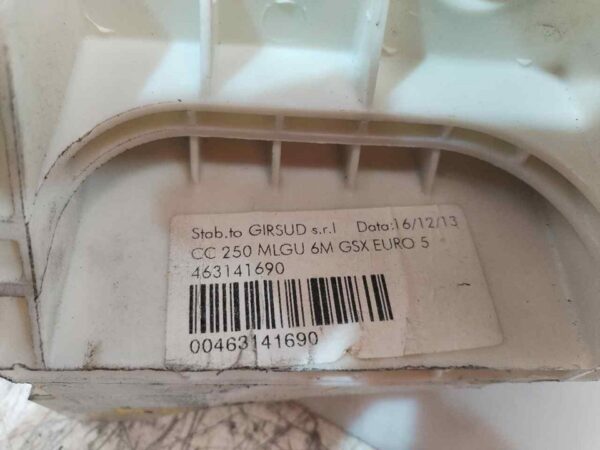 Stab.to GIRSUD s.r.l Data:16/12/13
CC 250 MLGU 6M GSX EURO 5
463141690
00463141690